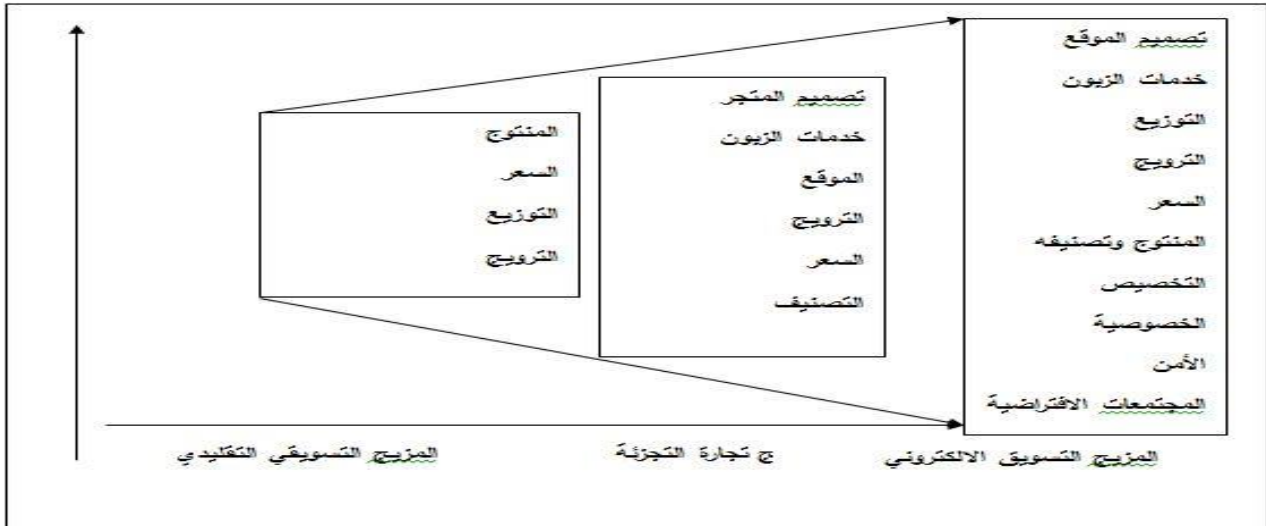 تصميم الموقع
خدمات الزبون
التوزيع
الترويج
السعر
المنتوج وتصنيفه
التخصيص
الخصوصية
الأمن
المجتمعات الافتراضية
تصميم المتجر
خدمات الزبون
الموقع
الترويج
السعر
التصنيف
المنتوج
السعر
التوزيع
الترويج
المزيج التسويق الالكتروني
ج تجارة التجزئة
المزيج التسويقي التقليدي